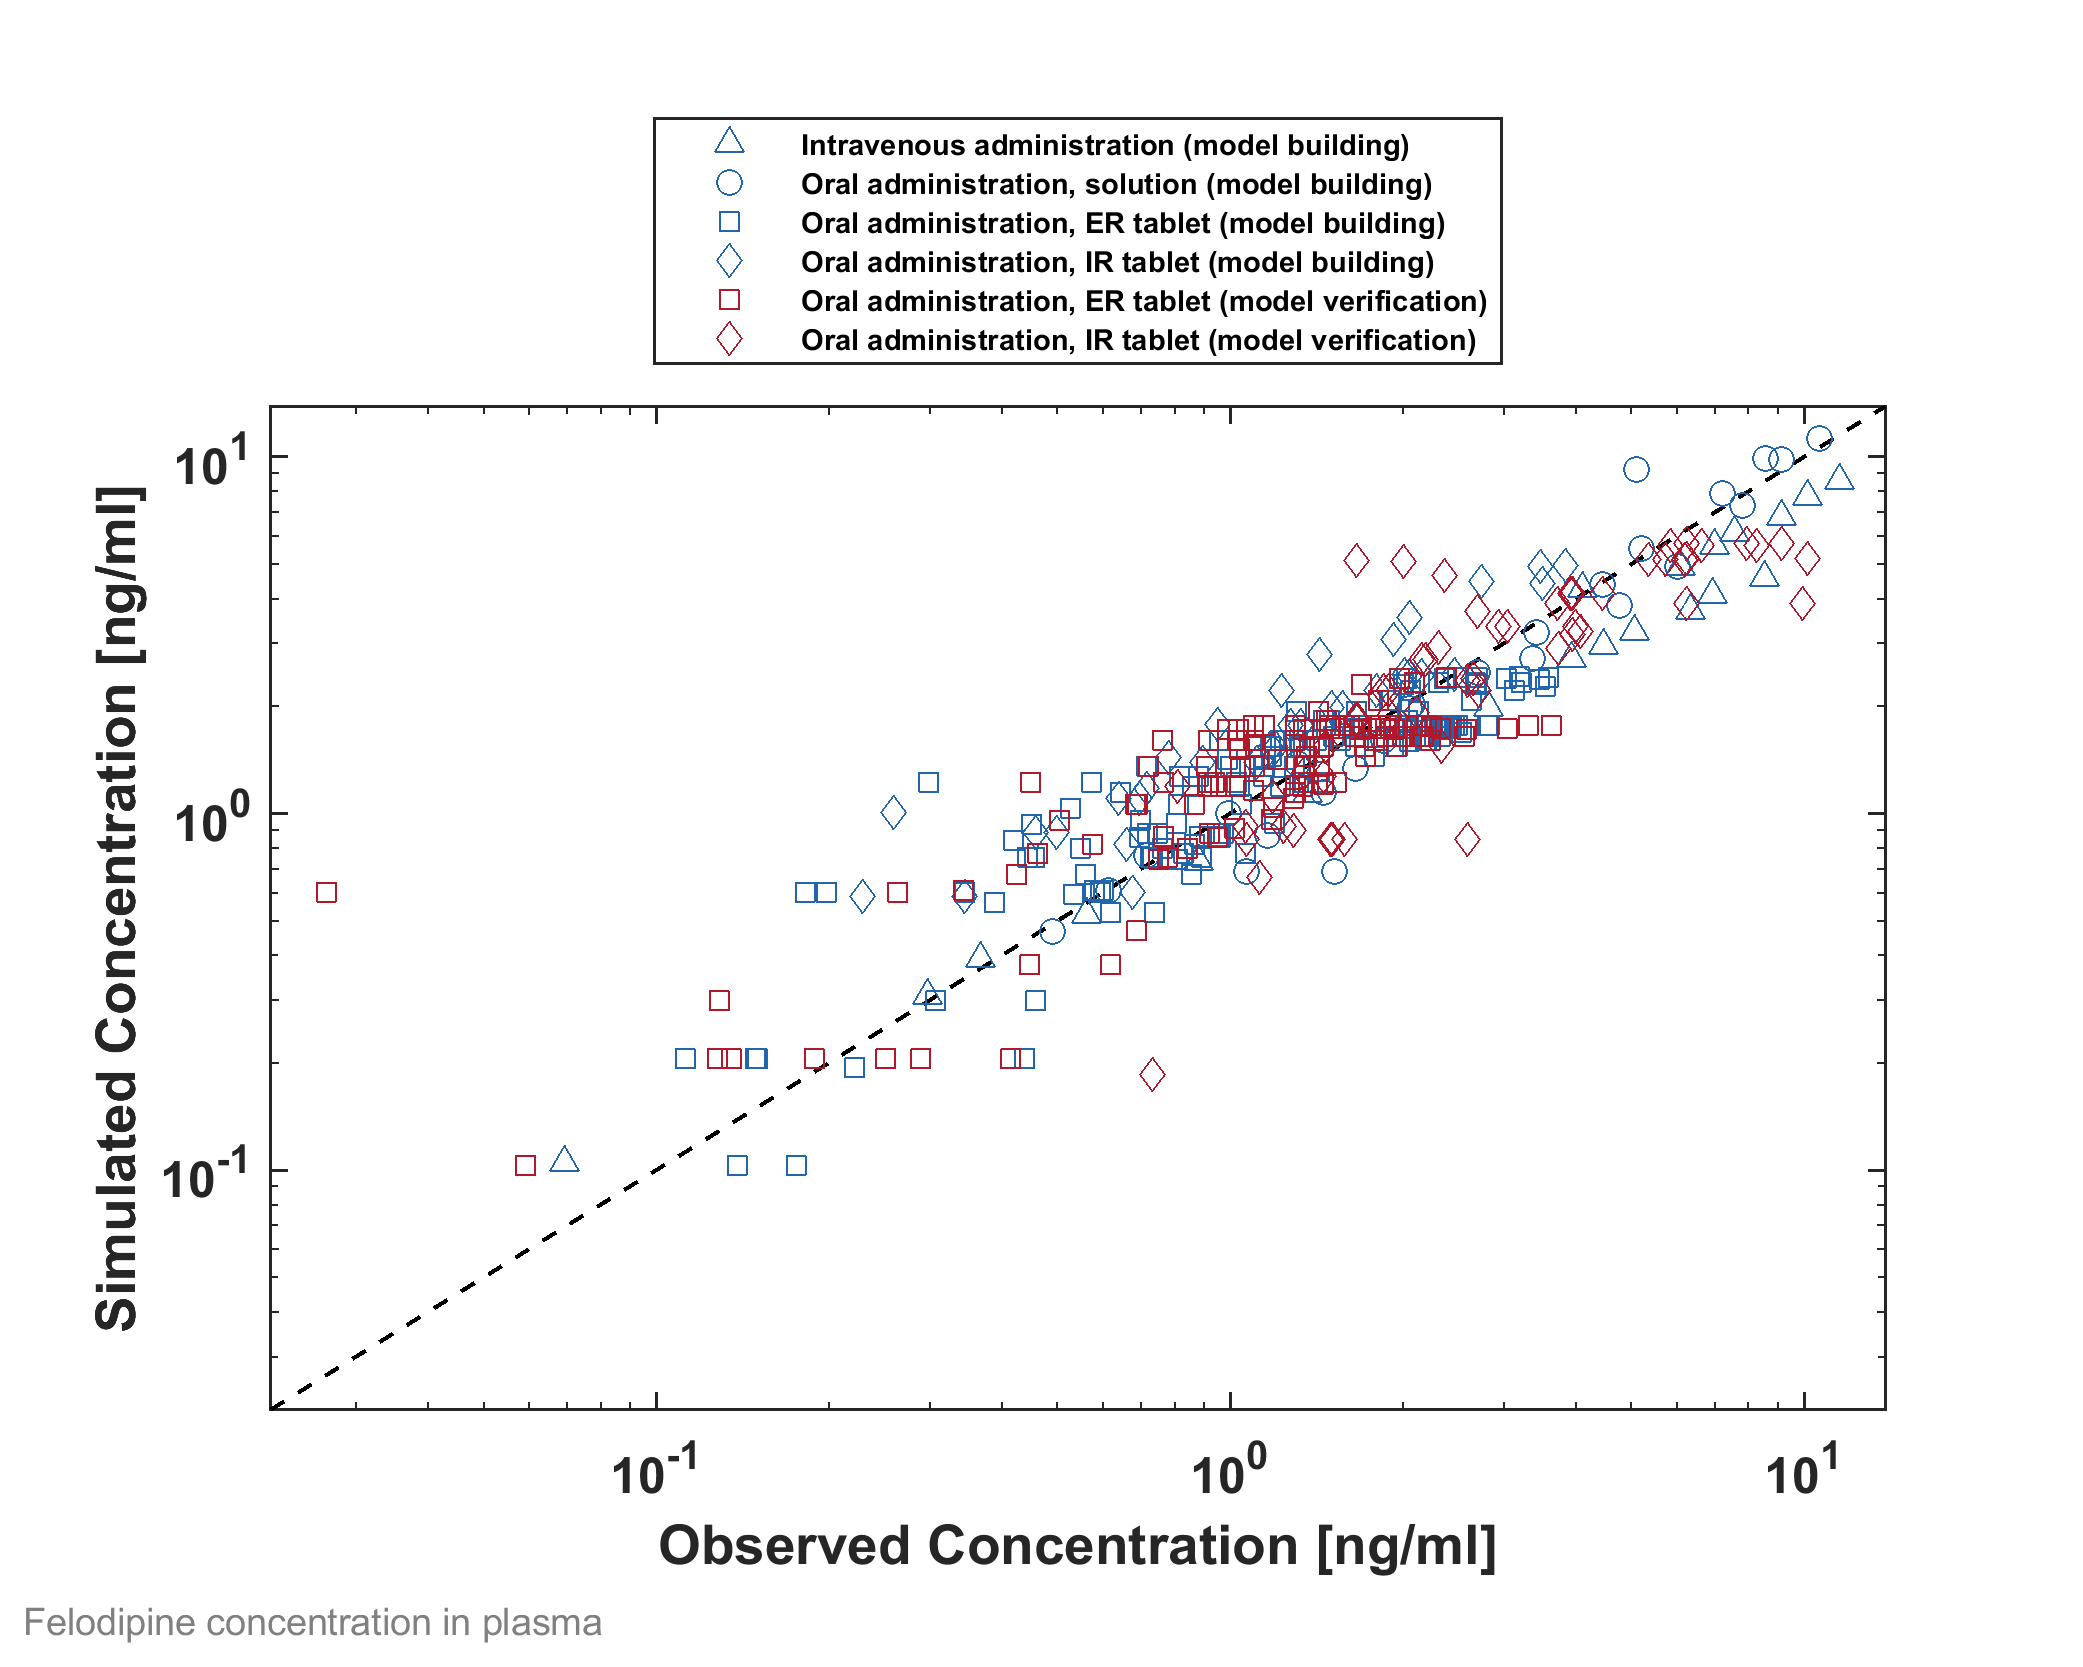 Intravenous administration (model building)
Oral administration, solution (model building)
Oral administration, ER tablet (model building)
Oral administration, IR tablet (model building)
Oral administration, ER tablet (model verification)
Oral administration, IR tablet (model verification)
10^1
10^0
10^-1
Simulated Concentration [ng/ml]
10^-1 10^0 10^1
Observed Concentration [ng/ml]
Felodipine concentration in plasma